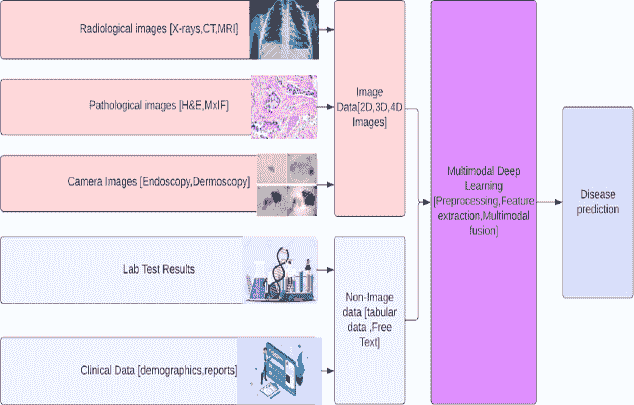 Radiological images [X-rays,CT,MRI]
Pathological images [H&E,MxIF]
Camera Images [Endoscopy,Dermoscopy]
Lab Test Results
Clinical Data [demographics,reports]
Image
Data[2D,3D,4D
Images]
Non-Image
data [tabular
data ,Free
Text]
Multimodal Deep
Learning
[Preprocessing,Feature
extraction,Multimodal
fusion]
Disease
prediction